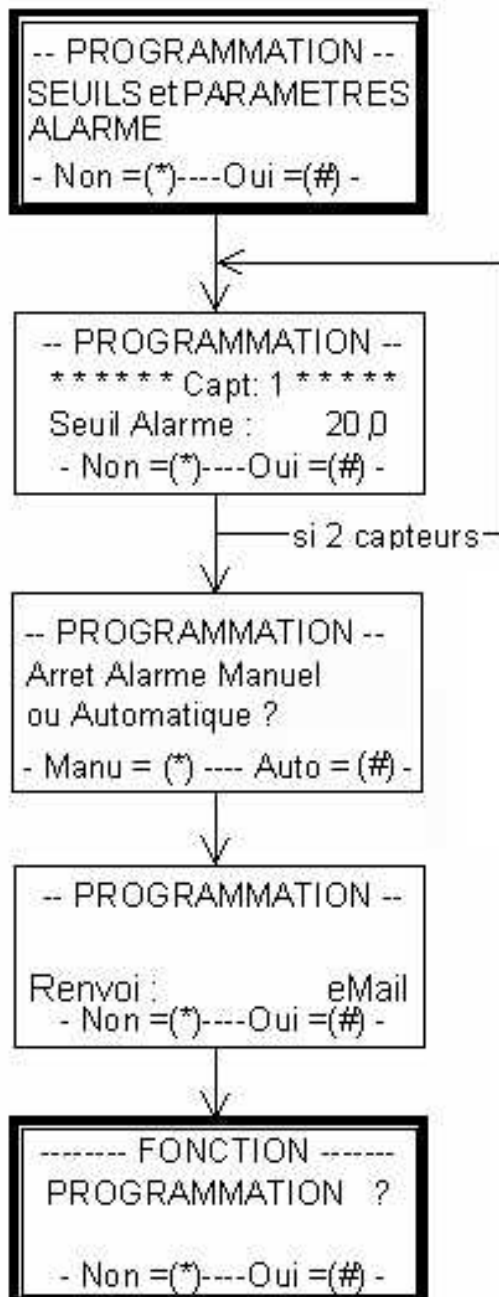 -- PROGRAMMATION --
SEUILS et PARAMETRES
ALARME
- Non =(*)----Oui =(#) -
-- PROGRAMMATION --
* * * * * * Capt: 1 * * * * *
Seuil Alarme : 20,0
- Non =(*)----Oui =(#) -
si 2 capteurs
-- PROGRAMMATION --
Arret Alarme Manuel
ou Automatique ?
- Manu = (*) ---- Auto = (#) -
-- PROGRAMMATION --
Renvoi : eMail
- Non =(*)----Oui =(#) -
-------- FONCTION -------
PROGRAMMATION ?
- Non =(*)----Oui =(#) -